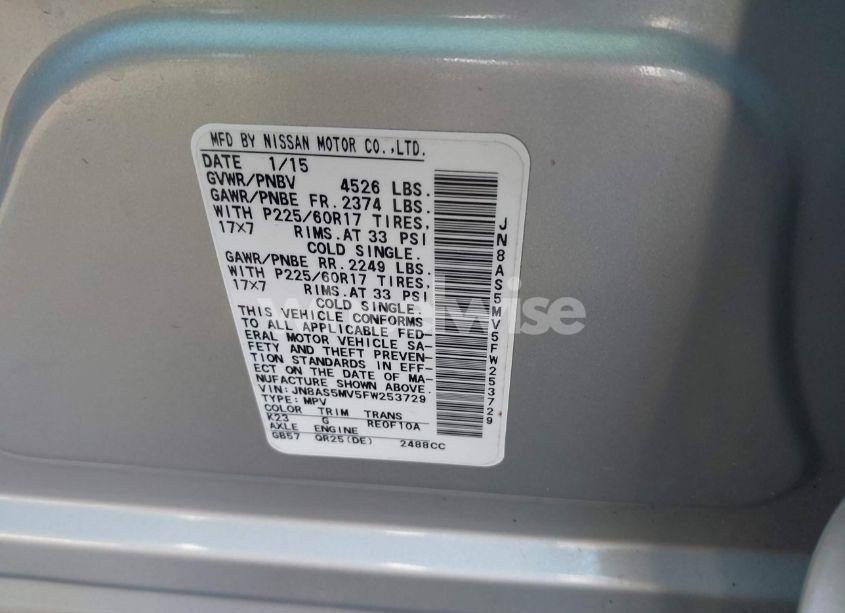 MFD BY NISSAN MOTOR CO.,LTD.
DATE 1/15
GVWR/PNBV 4526 LBS.
GAWR/PNBE FR. 2374 LBS.
WITH P225/60R17 TIRES,
17X7 RIMS.AT 33 PSI
COLD SINGLE.
GAWR/PNBE RR. 2249 LBS.
WITH P225/60R17 TIRES,
17X7 RIMS.AT 33 PSI
COLD SINGLE.
THIS VEHICLE CONFORMS
TO ALL APPLICABLE FED-
ERAL MOTOR VEHICLE SA-
FETY AND THEFT PREVEN-
TION STANDARDS IN EFF-
ECT ON THE DATE OF MA-
NUFACTURE SHOWN ABOVE.
VIN: JN8AS5MV5FW253729
TYPE: MPV
COLOR TRIM TRANS
K23 G RE0F10A
AXLE ENGINE
GB57 QR25(DE) 2488CC
JN8AS5MV5FW253729